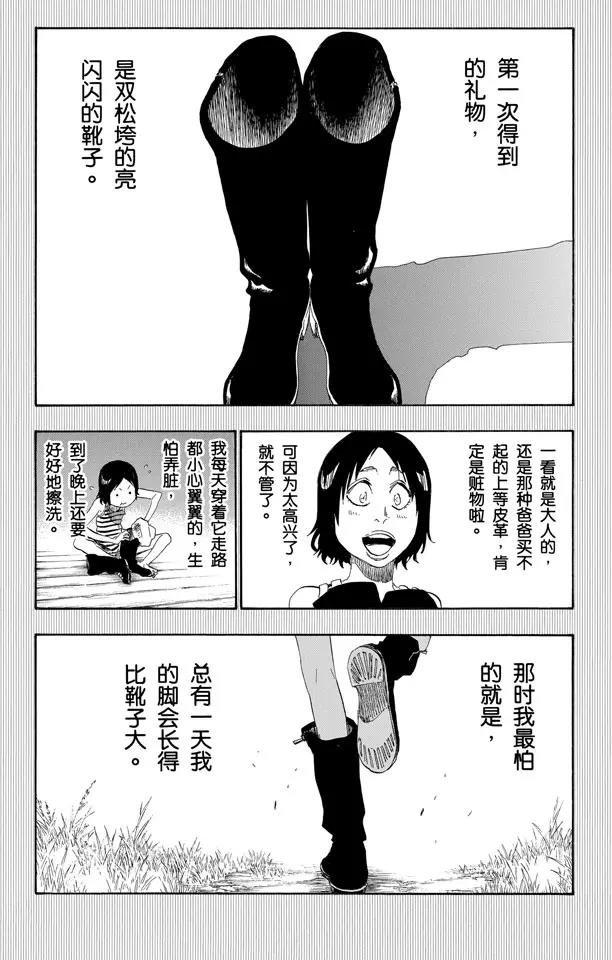 第一次得到
的礼物，
是双松垮的亮
闪闪的靴子。
一看就是大人的，
还是那种爸爸买不
起的上等皮革，肯
定是赃物啦。
可因为太高兴了，
就不管了。
我每天穿着它走路
都小心翼翼的，生
怕弄脏，
到了晚上还要
好好地擦洗。
那时我最怕
的就是，
总有一天我
的脚会长得
比靴子大。